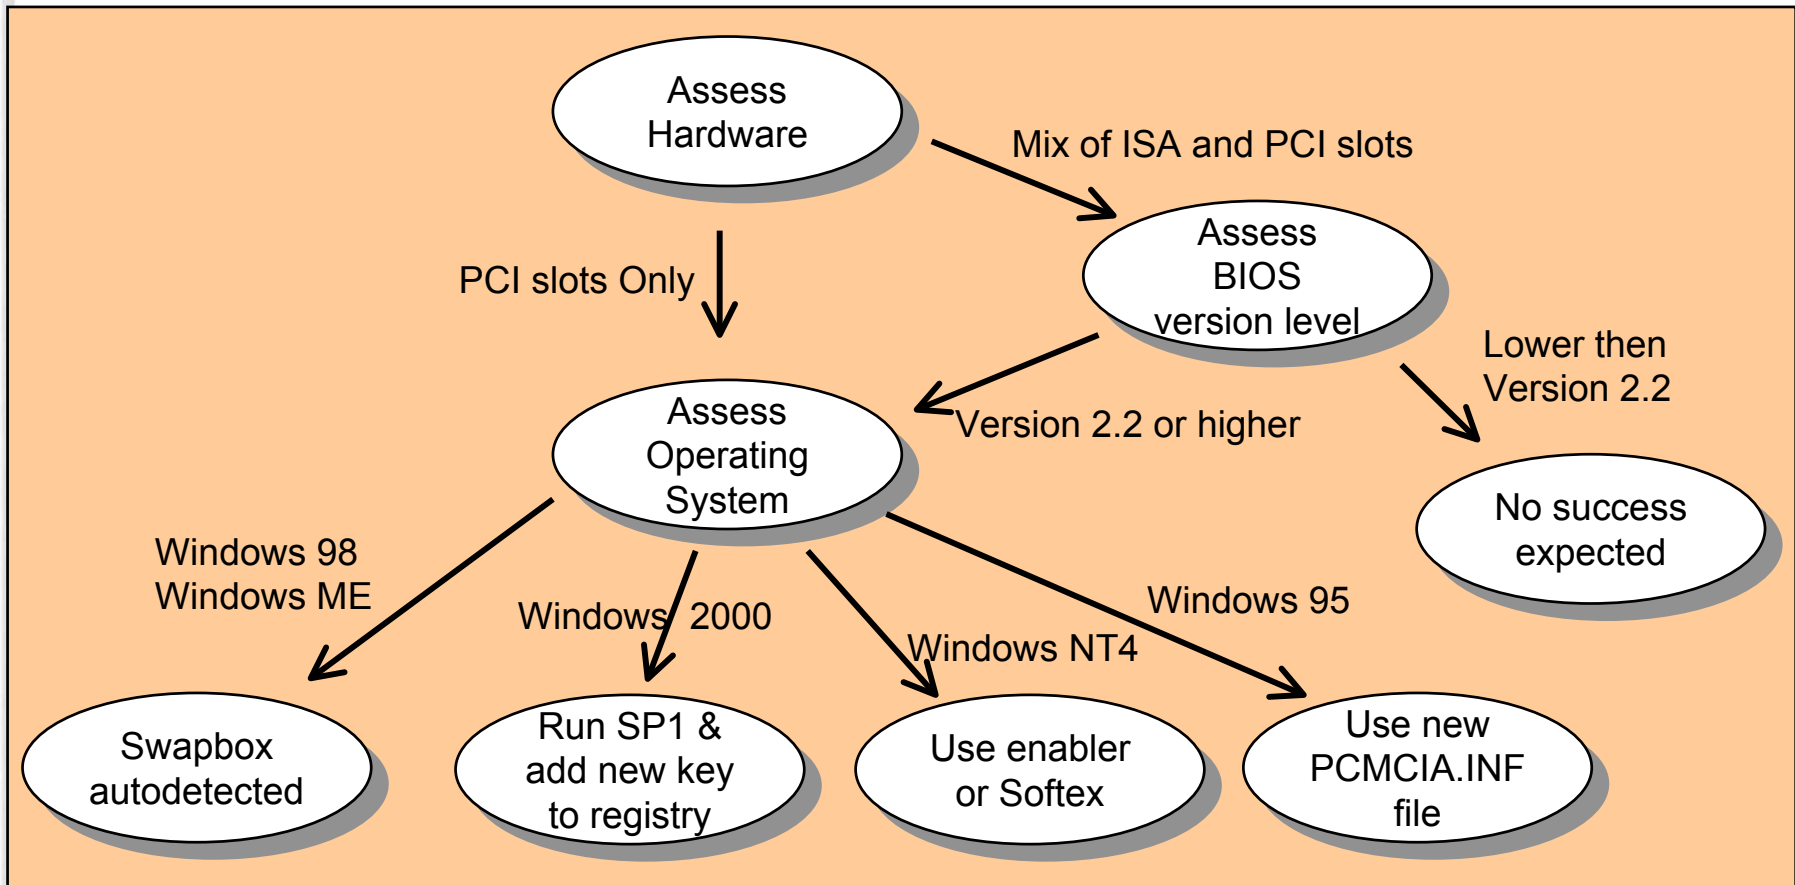 Assess
Hardware
Mix of ISA and PCI slots
PCI slots Only
Assess
BIOS
version level
Lower then
Version 2.2
Version 2.2 or higher
Assess
Operating
System
No success
expected
Windows 98
Windows ME
Windows 2000
Windows NT4
Windows 95
Swapbox
autodetected
Run SP1 &
add new key
to registry
Use enabler
or Softex
Use new
PCMCIA.INF
file